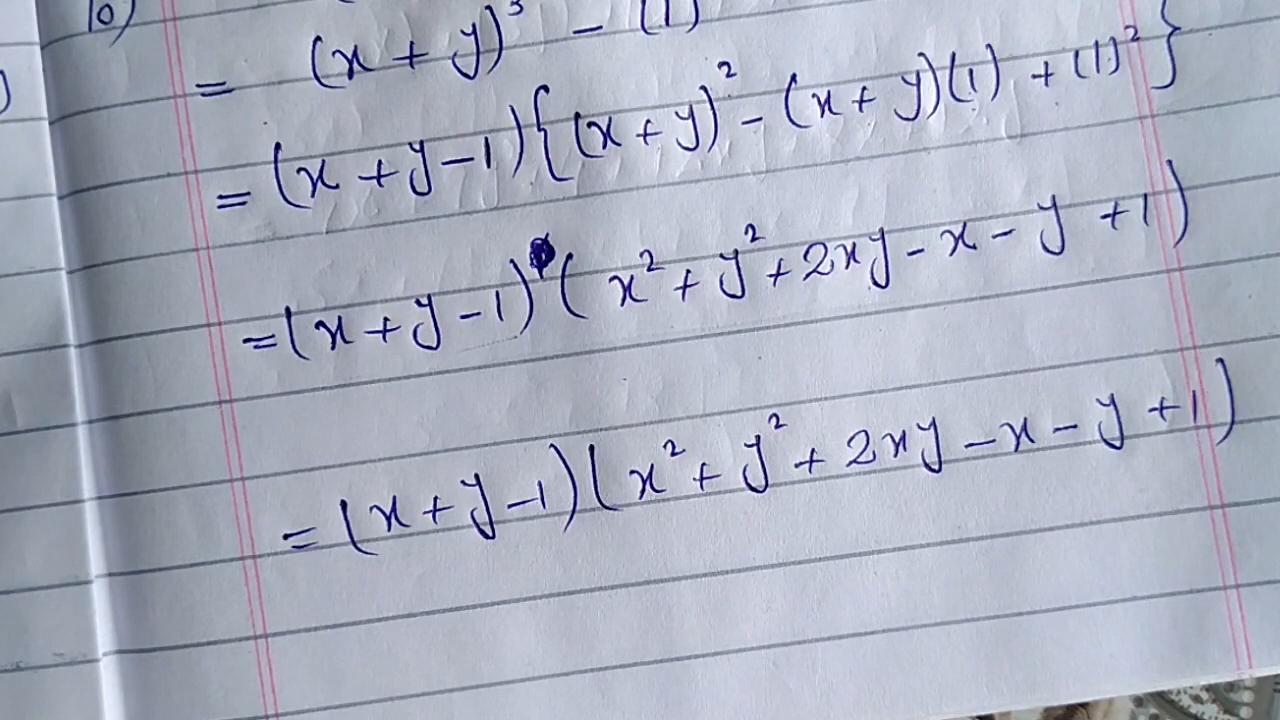 10)
= (x + y)³ - (1)
= (x + y - 1) { (x + y)² - (x + y)(1) + (1)² }
= (x + y - 1) ( x² + y² + 2xy - x - y + 1 )
= (x + y - 1) ( x² + y² + 2xy - x - y + 1 )